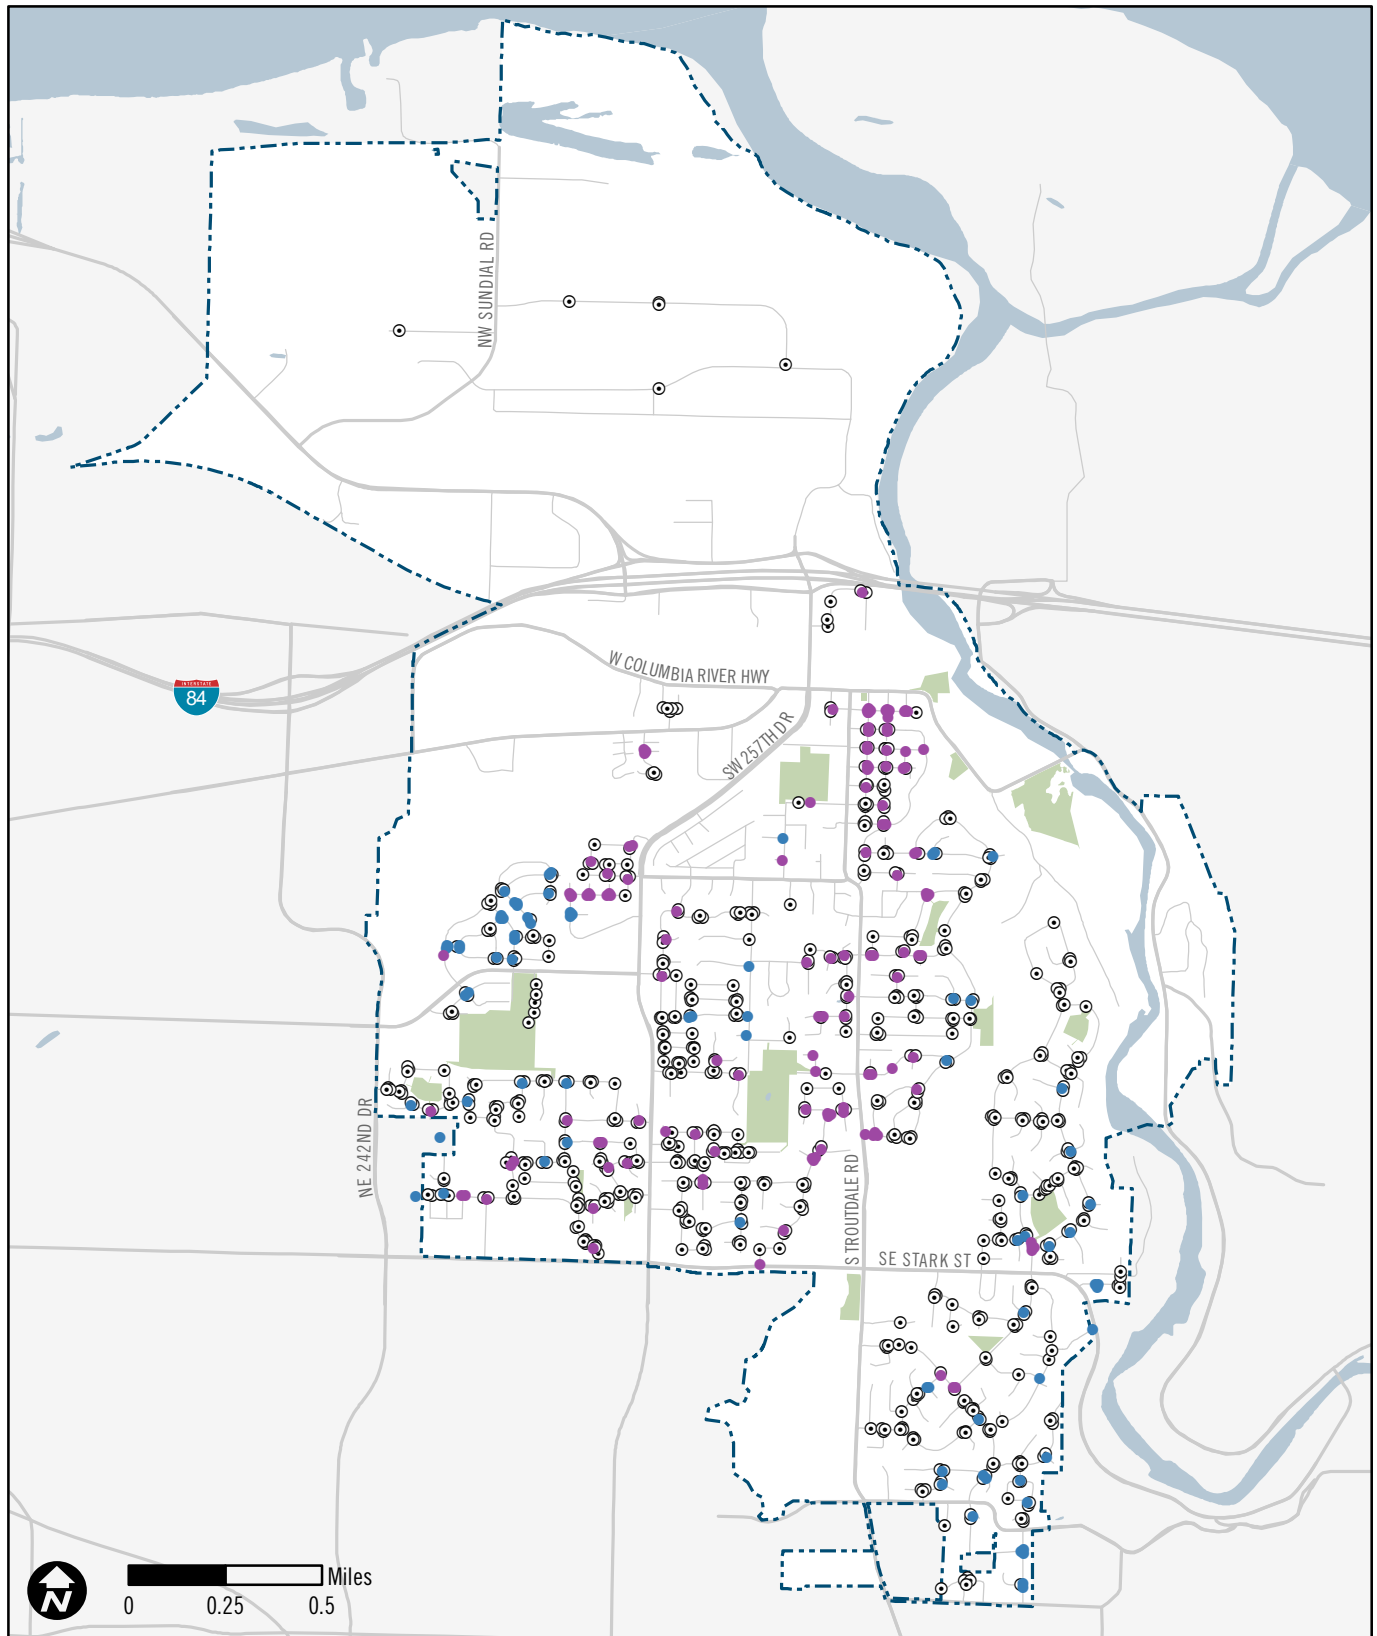 NW SUNDIAL RD
W COLUMBIA RIVER HWY
INTERSTATE
84
SW 257TH DR
NE 242ND DR
S TROUTDALE RD
SE STARK ST
N
Miles
0 0.25 0.5